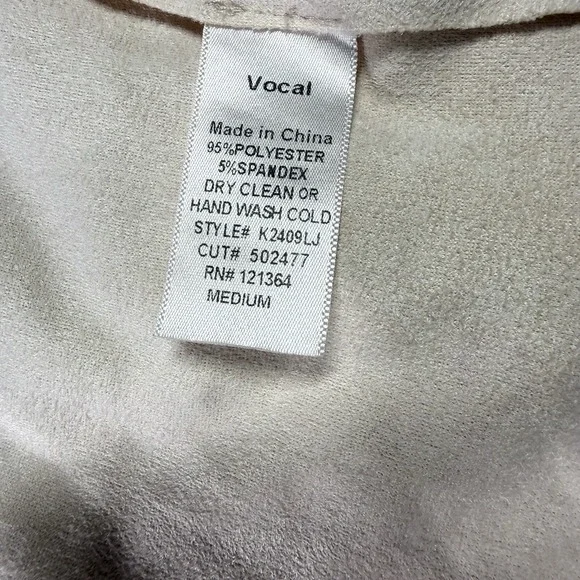 Vocal
Made in China
95%POLYESTER
5%SPANDEX
DRY CLEAN OR
HAND WASH COLD
STYLE# K2409LJ
CUT# 502477
RN# 121364
MEDIUM